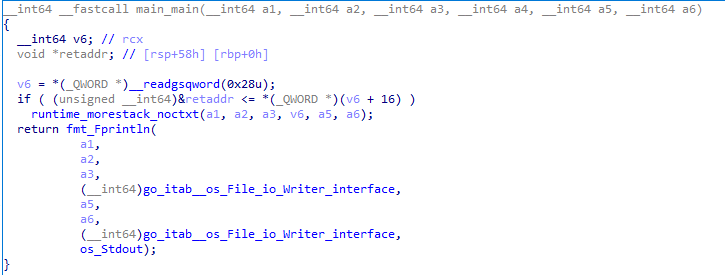 __int64 __fastcall main_main(__int64 a1, __int64 a2, __int64 a3, __int64 a4, __int64 a5, __int64 a6)
{
  __int64 v6; // rcx
  void *retaddr; // [rsp+58h] [rbp+0h]

  v6 = *(_QWORD *)__readgsqword(0x28u);
  if ( (unsigned __int64)&retaddr <= *(_QWORD *)(v6 + 16) )
    runtime_morestack_noctxt(a1, a2, a3, v6, a5, a6);
  return fmt_Fprintln(
           a1,
           a2,
           a3,
           (__int64)go_itab__os_File_io_Writer_interface,
           a5,
           a6,
           (__int64)go_itab__os_File_io_Writer_interface,
           os_Stdout);
}